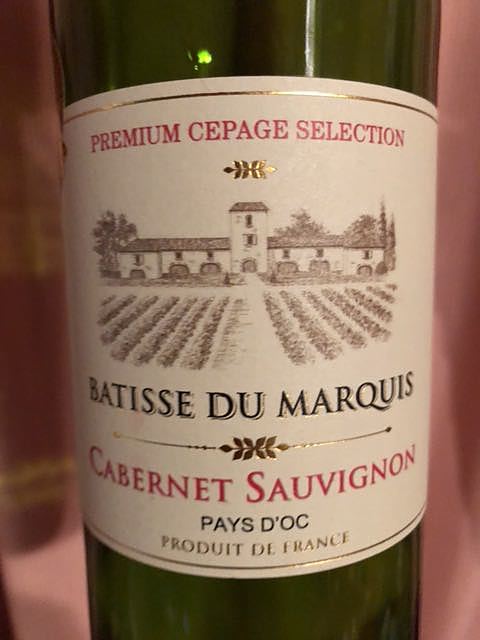 PREMIUM CEPAGE SELECTION
BATISSE DU MARQUIS
CABERNET SAUVIGNON
PAYS D'OC
PRODUIT DE FRANCE